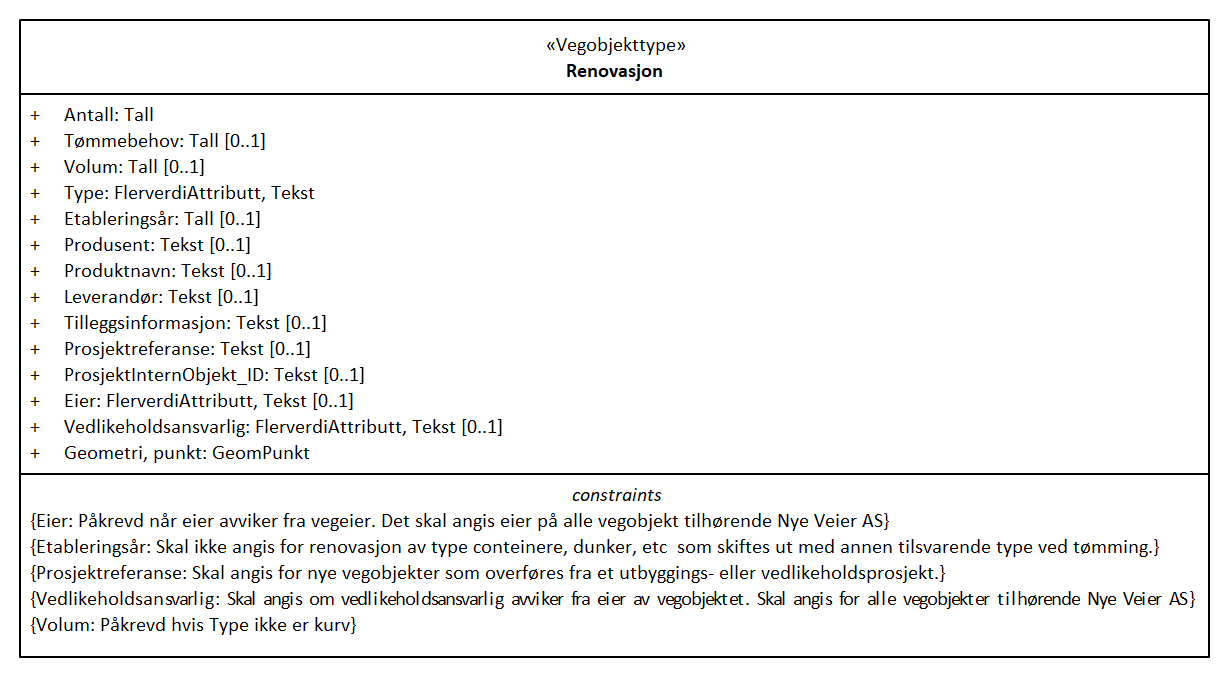 «Vegobjekttype»
Renovasjon
+ Antall: Tall
+ Tømmebehov: Tall [0..1]
+ Volum: Tall [0..1]
+ Type: FlerverdiAttributt, Tekst
+ Etableringsår: Tall [0..1]
+ Produsent: Tekst [0..1]
+ Produktnavn: Tekst [0..1]
+ Leverandør: Tekst [0..1]
+ Tilleggsinformasjon: Tekst [0..1]
+ Prosjektreferanse: Tekst [0..1]
+ ProsjektInternObjekt_ID: Tekst [0..1]
+ Eier: FlerverdiAttributt, Tekst [0..1]
+ Vedlikeholdsansvarlig: FlerverdiAttributt, Tekst [0..1]
+ Geometri, punkt: GeomPunkt
constraints
{Eier: Påkrevd når eier avviker fra vegeier. Det skal angis eier på alle vegobjekt tilhørende Nye Veier AS}
{Etableringsår: Skal ikke angis for renovasjon av type conteinere, dunker, etc  som skiftes ut med annen tilsvarende type ved tømming.}
{Prosjektreferanse: Skal angis for nye vegobjekter som overføres fra et utbyggings- eller vedlikeholdsprosjekt.}
{Vedlikeholdsansvarlig: Skal angis om vedlikeholdsansvarlig avviker fra eier av vegobjektet. Skal angis for alle vegobjekter tilhørende Nye Veier AS}
{Volum: Påkrevd hvis Type ikke er kurv}